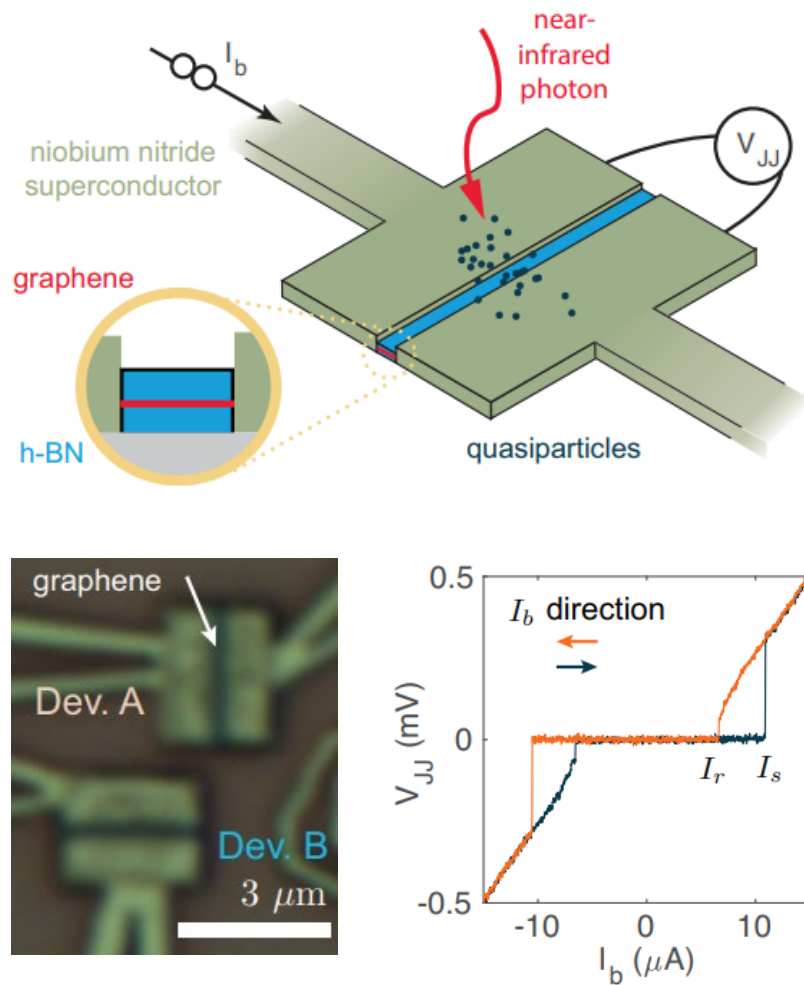 near-
infrared
photon
I_b
V_JJ
niobium nitride
superconductor
graphene
h-BN
quasiparticles
graphene
Dev. A
Dev. B
3 μm
0.5
I_b direction
V_JJ (mV)
0
I_r
I_s
-0.5
-10
0
10
I_b (μA)